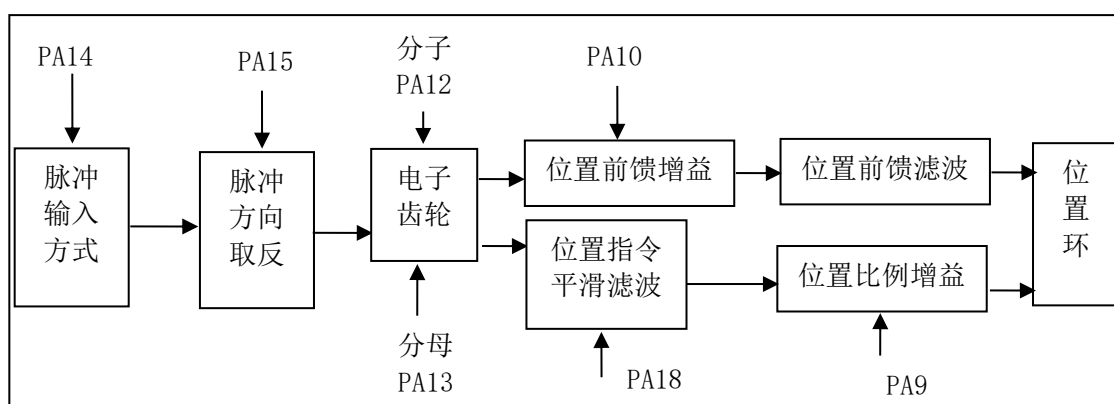 PA14
PA15
分子
PA12
PA10
脉冲
输入
方式
脉冲
方向
取反
电子
齿轮
位置前馈增益
位置前馈滤波
位置指令
平滑滤波
位置比例增益
位
置
环
分母
PA13
PA18
PA9